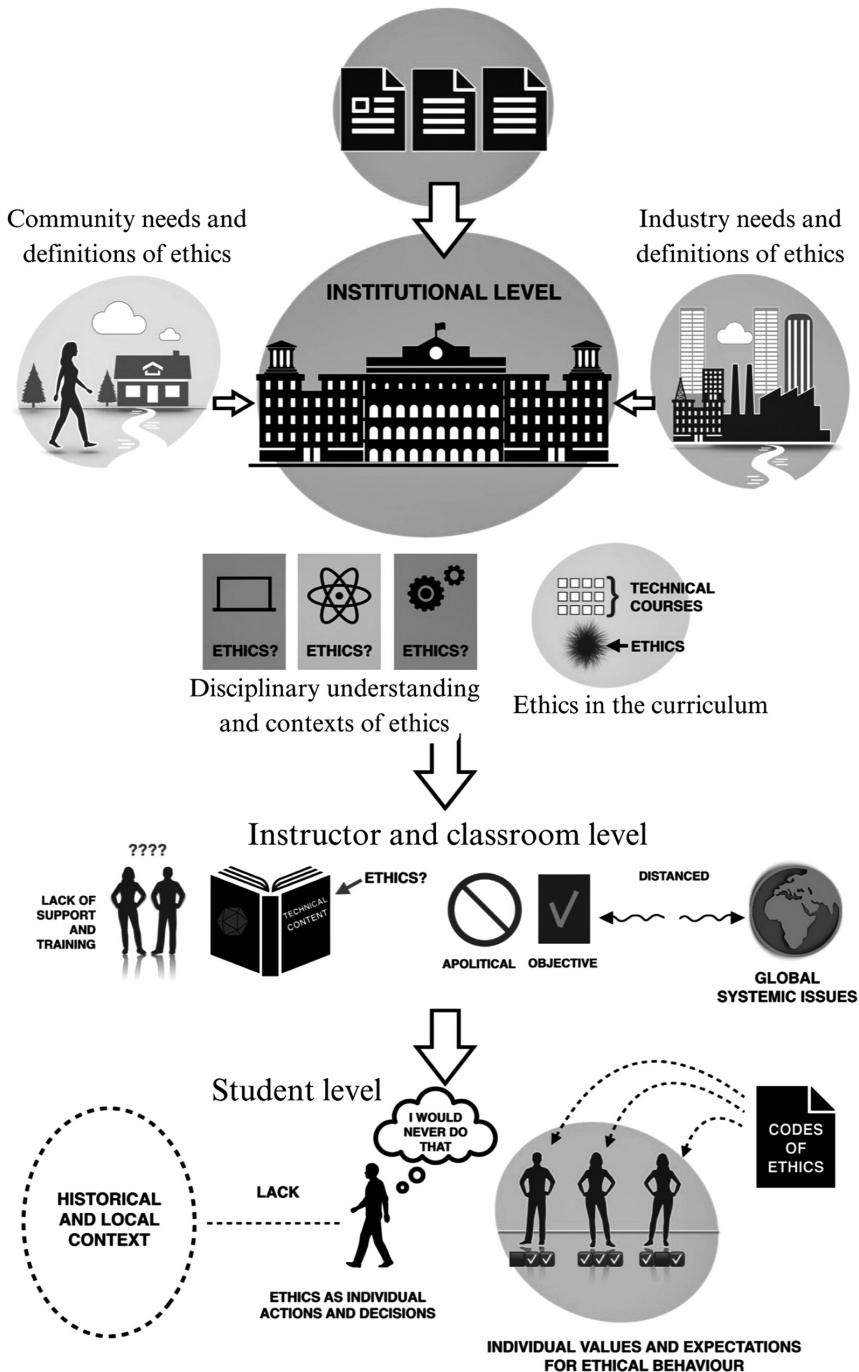 Community needs and
definitions of ethics
Industry needs and
definitions of ethics
INSTITUTIONAL LEVEL
ETHICS?
ETHICS?
ETHICS?
Disciplinary understanding
and contexts of ethics
TECHNICAL
COURSES
ETHICS
Ethics in the curriculum
Instructor and classroom level
????
LACK OF
SUPPORT
AND
TRAINING
TECHNICAL
CONTENT
ETHICS?
APOLITICAL
OBJECTIVE
DISTANCED
GLOBAL
SYSTEMIC ISSUES
Student level
HISTORICAL
AND LOCAL
CONTEXT
LACK
I WOULD
NEVER DO
THAT
ETHICS AS INDIVIDUAL
ACTIONS AND DECISIONS
CODES
OF
ETHICS
INDIVIDUAL VALUES AND EXPECTATIONS
FOR ETHICAL BEHAVIOUR